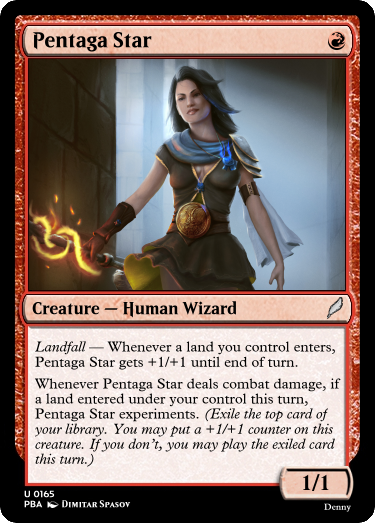 Pentaga Star
Creature — Human Wizard
Landfall — Whenever a land you control enters,
Pentaga Star gets +1/+1 until end of turn.
Whenever Pentaga Star deals combat damage, if
a land entered under your control this turn,
Pentaga Star experiments. (Exile the top card of
your library. You may put a +1/+1 counter on
this creature. If you don't, you may play the exiled card
this turn.)
1/1
U 0165
PBA Dimitar Spasov
Denny